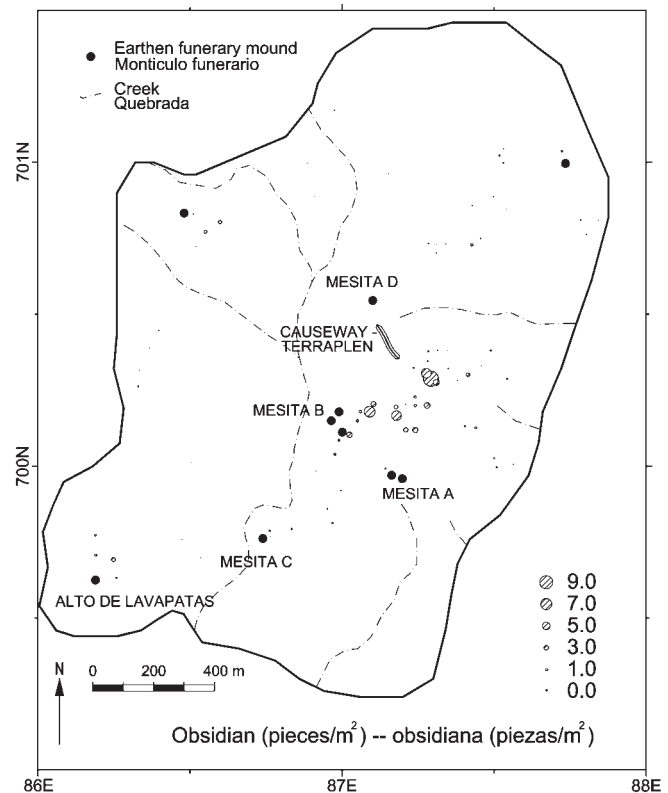 Earthen funerary mound
Monticulo funerario
Creek
Quebrada
701N
MESITA D
CAUSEWAY
TERRAPLEN
MESITA B
700N
MESITA A
MESITA C
ALTO DE LAVAPATAS
9.0
7.0
5.0
3.0
1.0
0.0
N
0 200 400 m
Obsidian (pieces/m²) -- obsidiana (piezas/m²)
86E 87E 88E